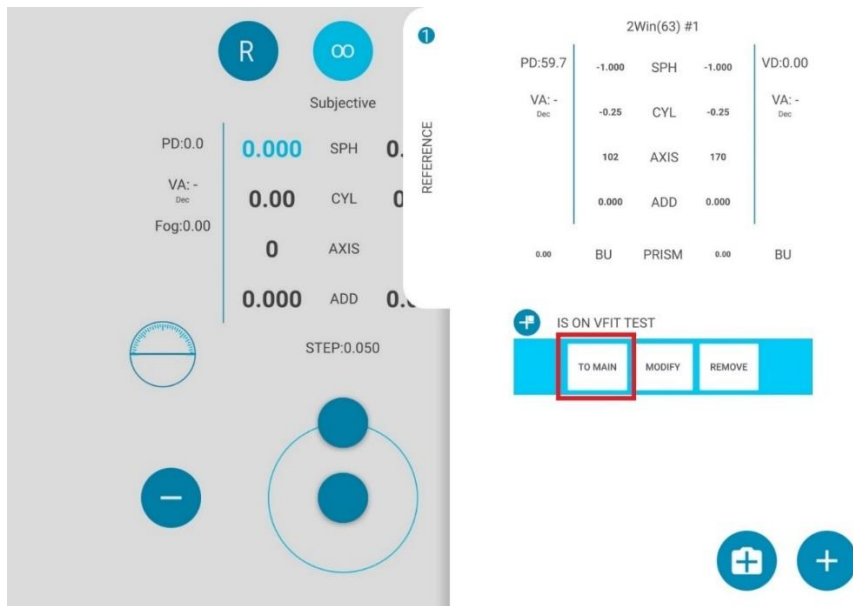 R ∞
Subjective
PD:0.0 0.000 SPH 0.
VA: - 0.00 CYL 0
Dec
Fog:0.00
0 AXIS
0.000 ADD 0.
STEP:0.050
1
REFERENCE
2Win(63) #1
PD:59.7 -1.000 SPH -1.000 VD:0.00
VA: - -0.25 CYL -0.25 VA: -
Dec Dec
102 AXIS 170
0.000 ADD 0.000
0.00 BU PRISM 0.00 BU
IS ON VFIT TEST
TO MAIN MODIFY REMOVE